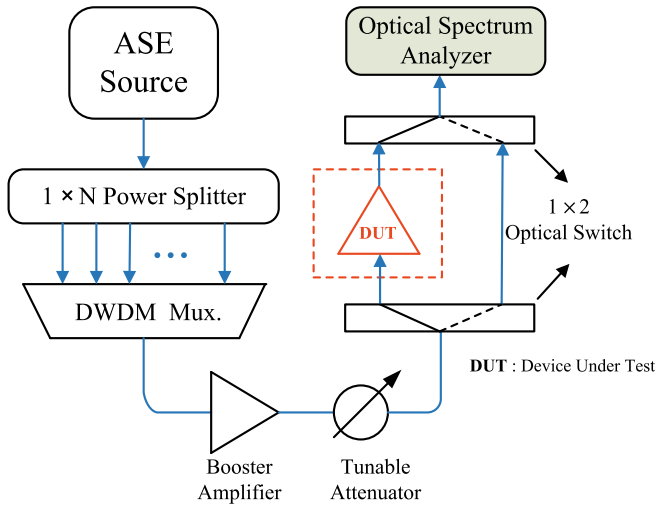 ASE
Source
Optical Spectrum
Analyzer
1 × N Power Splitter
DUT
1 × 2
Optical Switch
DWDM Mux.
DUT : Device Under Test
Booster
Amplifier
Tunable
Attenuator